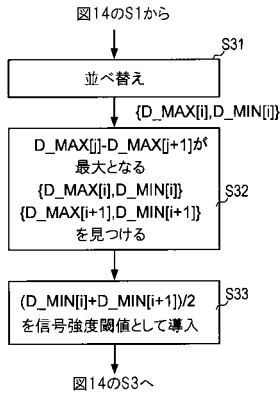 図14のS1から
S31
並べ替え
{D_MAX[i],D_MIN[i]}
D_MAX[j]-D_MAX[j+1]が
最大となる
{D_MAX[i],D_MIN[i]}
{D_MAX[i+1],D_MIN[i+1]}
を見つける
S32
S33
(D_MIN[i]+D_MIN[i+1])/2
を信号強度閾値として導入
図14のS3へ